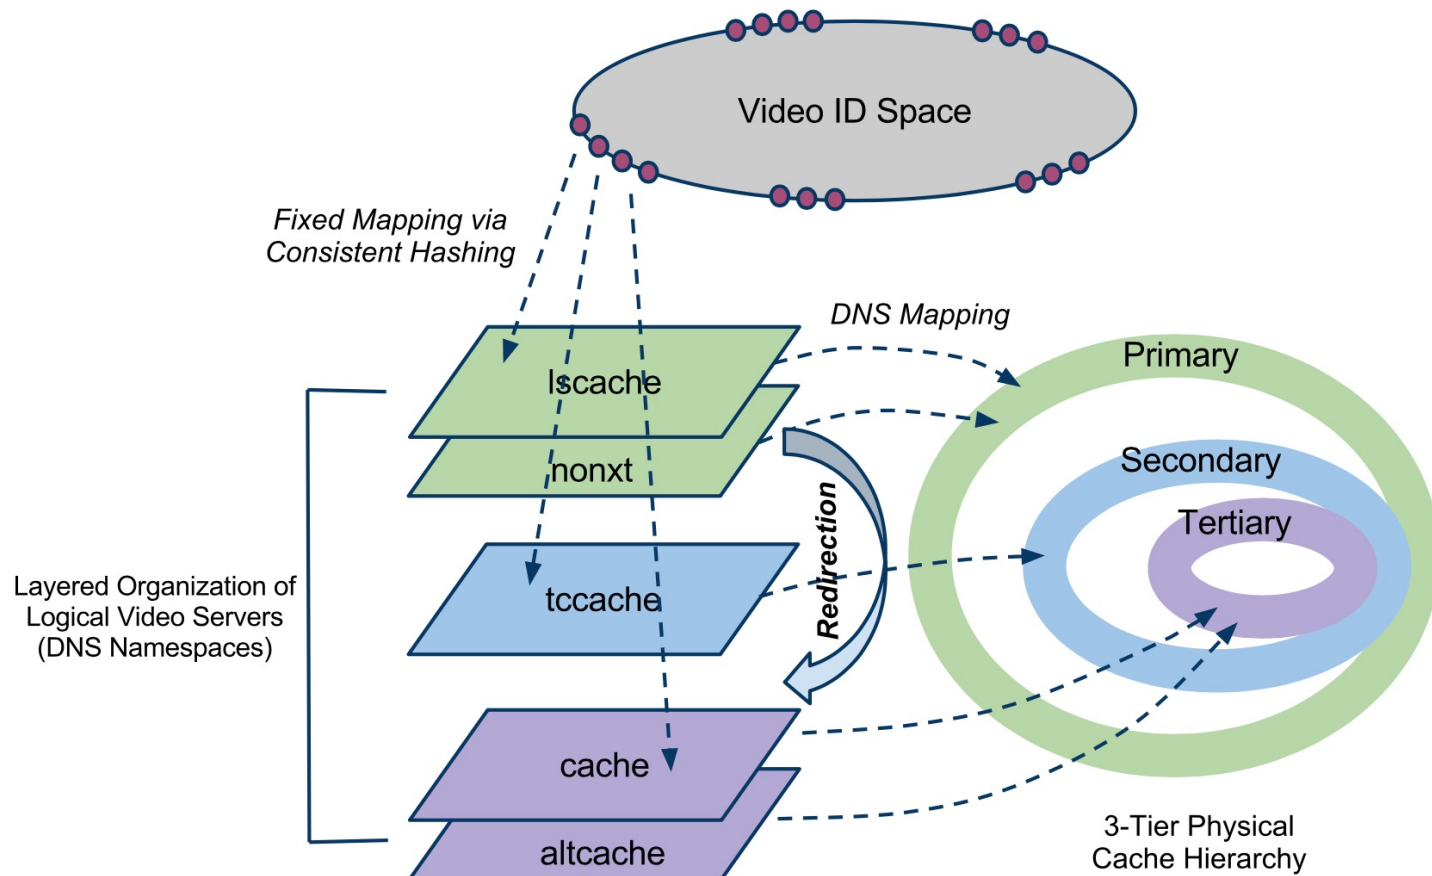 Video ID Space
Fixed Mapping via
Consistent Hashing
DNS Mapping
lscache
nonxt
tccache
cache
altcache
Redirection
Layered Organization of
Logical Video Servers
(DNS Namespaces)
Primary
Secondary
Tertiary
3-Tier Physical
Cache Hierarchy